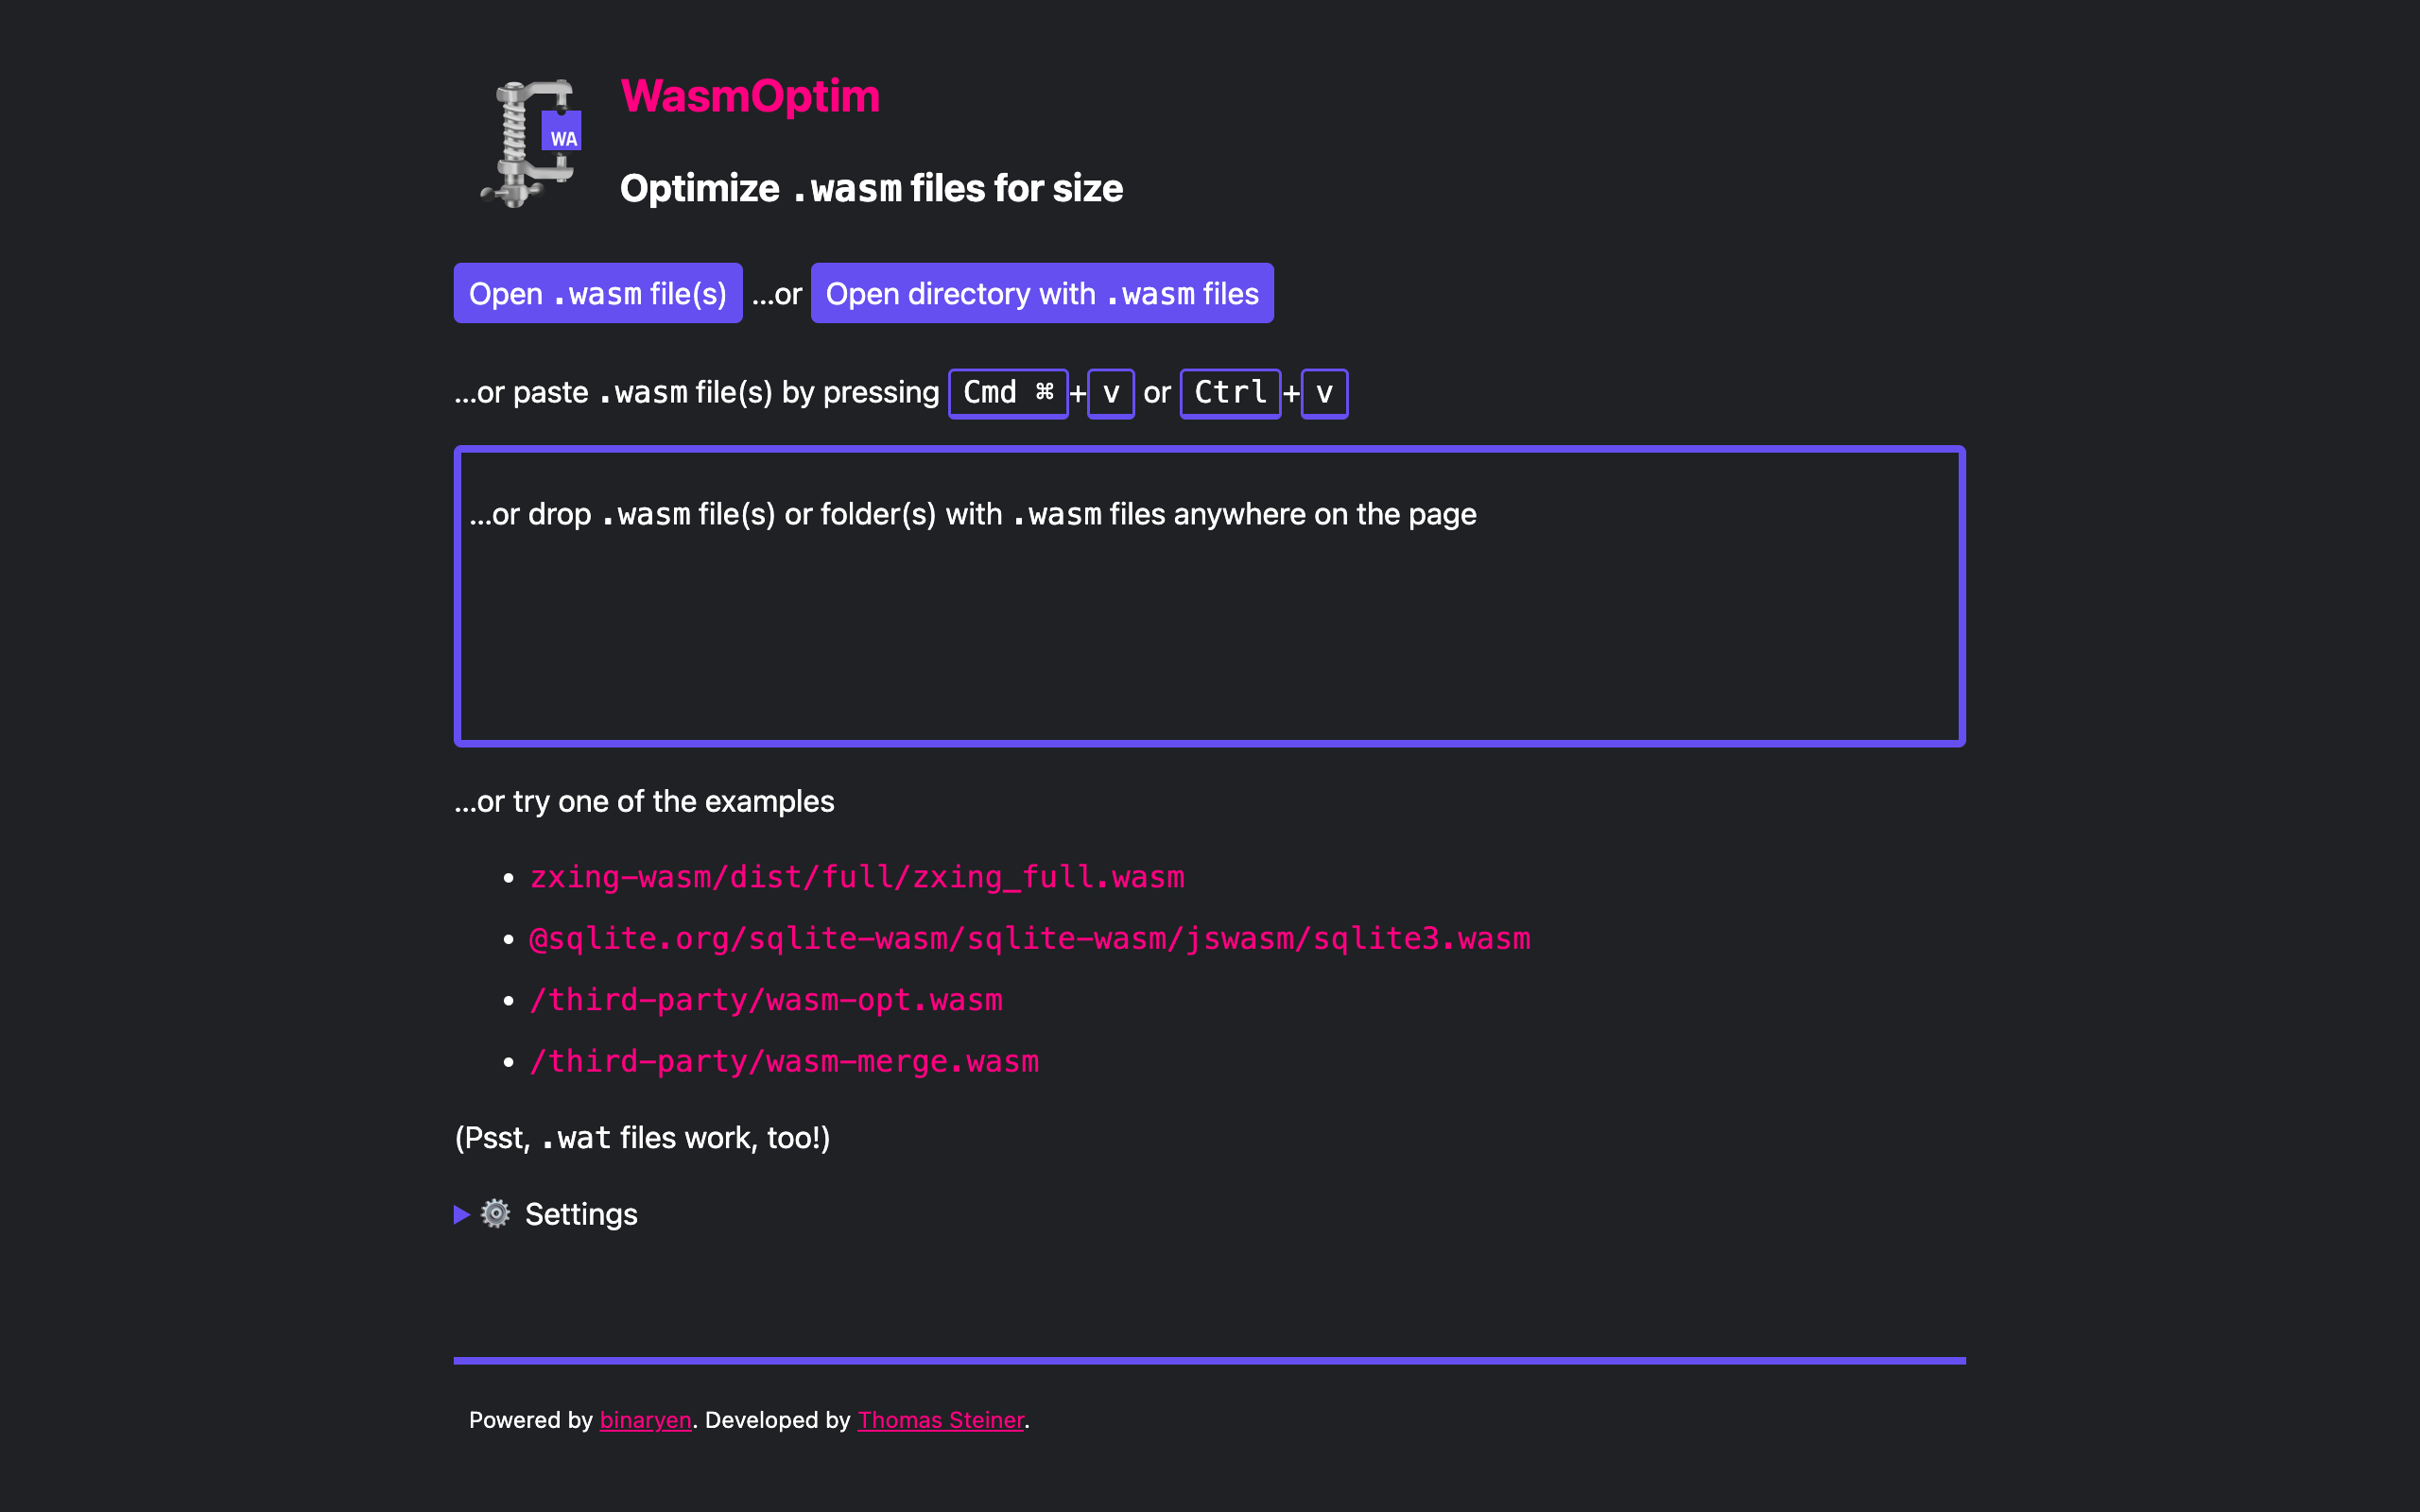 WA
WasmOptim
Optimize .wasm files for size
Open .wasm file(s) ...or Open directory with .wasm files
...or paste .wasm file(s) by pressing Cmd ⌘+v or Ctrl+v
...or drop .wasm file(s) or folder(s) with .wasm files anywhere on the page
...or try one of the examples
• zxing-wasm/dist/full/zxing_full.wasm
• @sqlite.org/sqlite-wasm/sqlite-wasm/jswasm/sqlite3.wasm
• /third-party/wasm-opt.wasm
• /third-party/wasm-merge.wasm
(Psst, .wat files work, too!)
▶ ⚙️ Settings
Powered by binaryen. Developed by Thomas Steiner.